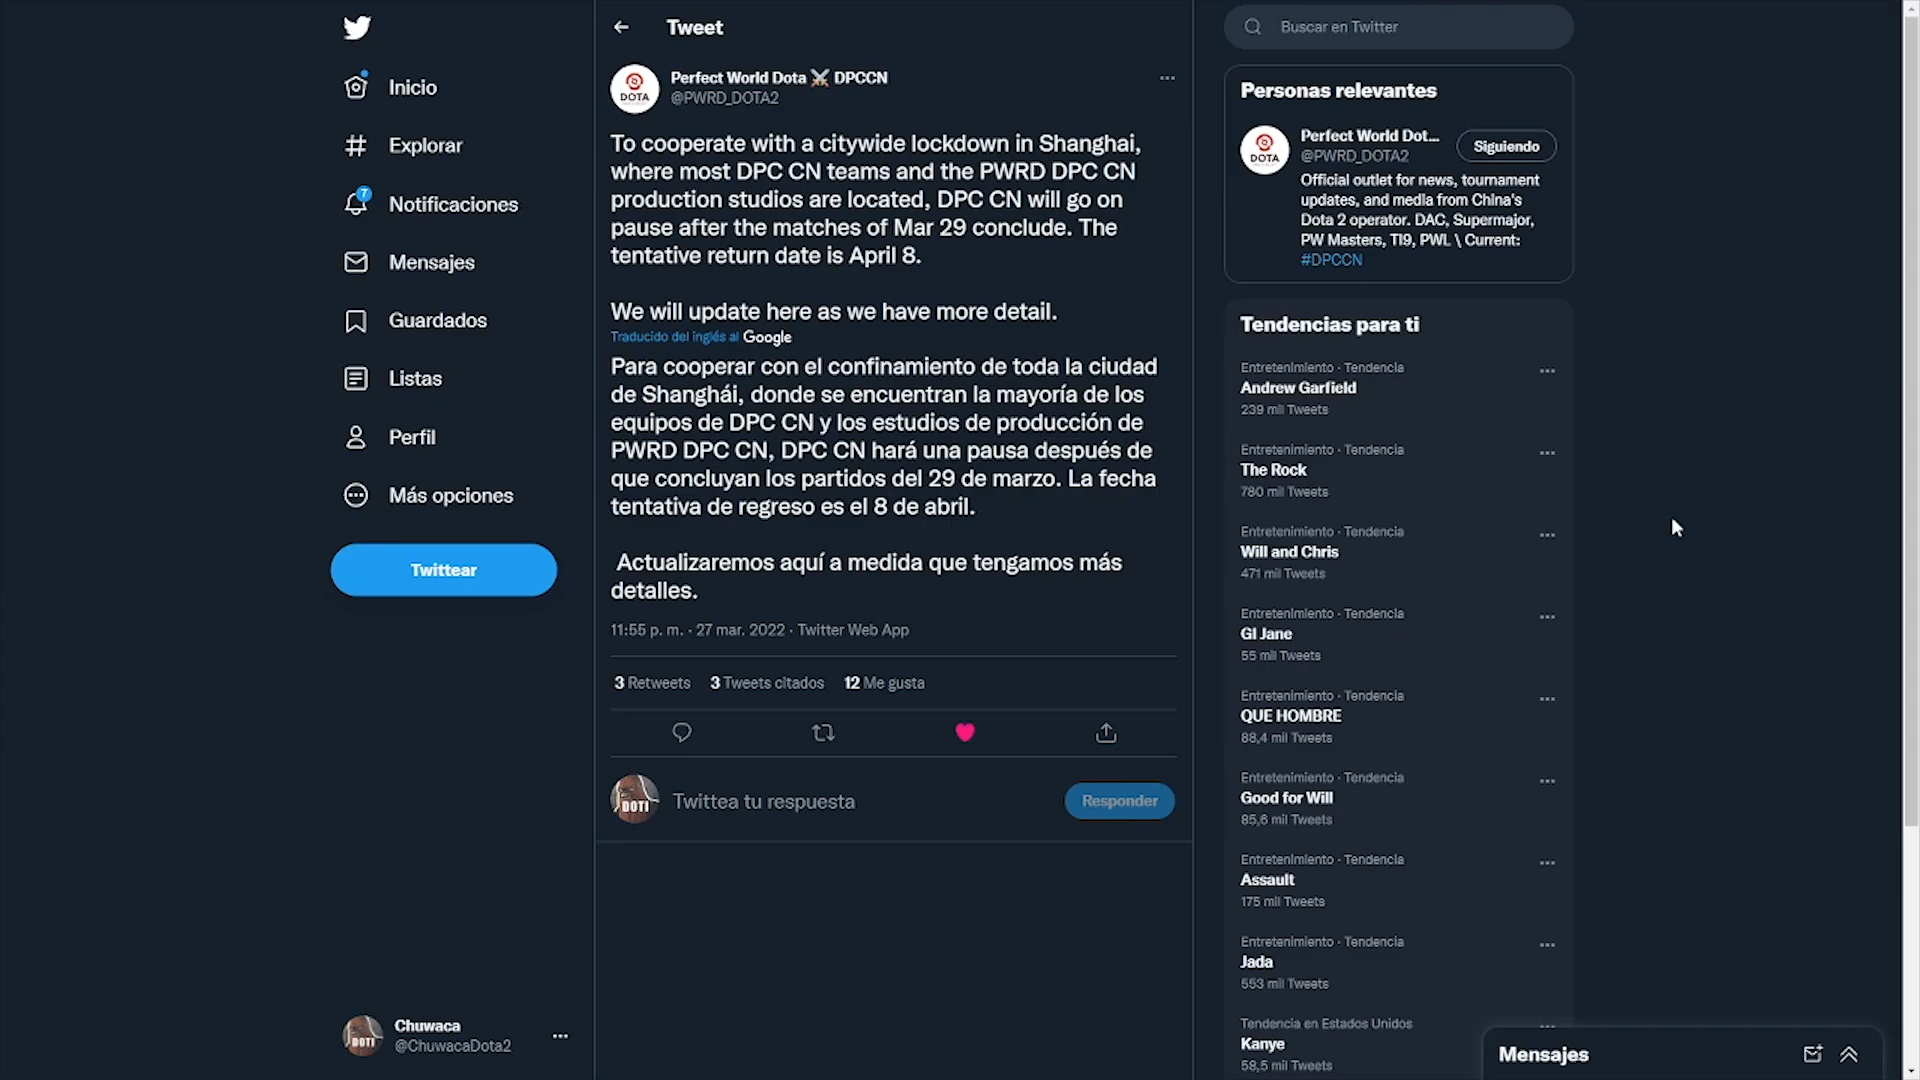 Inicio
Explorar
7
Notificaciones
Mensajes
Guardados
Listas
Perfil
Más opciones
Twittear
Chuwaca
@ChuwacaDota2
DOTI
Tweet
DOTA
Perfect World Dota ⚔ DPCCN
@PWRD_DOTA2
To cooperate with a citywide lockdown in Shanghai,
where most DPC CN teams and the PWRD DPC CN
production studios are located, DPC CN will go on
pause after the matches of Mar 29 conclude. The
tentative return date is April 8.
We will update here as we have more detail.
Traducido del inglés al Google
Para cooperar con el confinamiento de toda la ciudad
de Shanghái, donde se encuentran la mayoría de los
equipos de DPC CN y los estudios de producción de
PWRD DPC CN, DPC CN hará una pausa después de
que concluyan los partidos del 29 de marzo. La fecha
tentativa de regreso es el 8 de abril.
Actualizaremos aquí a medida que tengamos más
detalles.
11:55 p. m. · 27 mar. 2022 · Twitter Web App
3 Retweets 3 Tweets citados 12 Me gusta
DOTI
Twittea tu respuesta
Responder
Buscar en Twitter
Personas relevantes
DOTA
Perfect World Dot...
@PWRD_DOTA2
Siguiendo
Official outlet for news, tournament
updates, and media from China's
Dota 2 operator. DAC, Supermajor,
PW Masters, TI9, PWL \ Current:
#DPCCN
Tendencias para ti
Entretenimiento · Tendencia
Andrew Garfield
239 mil Tweets
Entretenimiento · Tendencia
The Rock
780 mil Tweets
Entretenimiento · Tendencia
Will and Chris
471 mil Tweets
Entretenimiento · Tendencia
GI Jane
55 mil Tweets
Entretenimiento · Tendencia
QUE HOMBRE
88,4 mil Tweets
Entretenimiento · Tendencia
Good for Will
85,6 mil Tweets
Entretenimiento · Tendencia
Assault
175 mil Tweets
Entretenimiento · Tendencia
Jada
553 mil Tweets
Tendencia en Estados Unidos
Kanye
58,5 mil Tweets
Mensajes